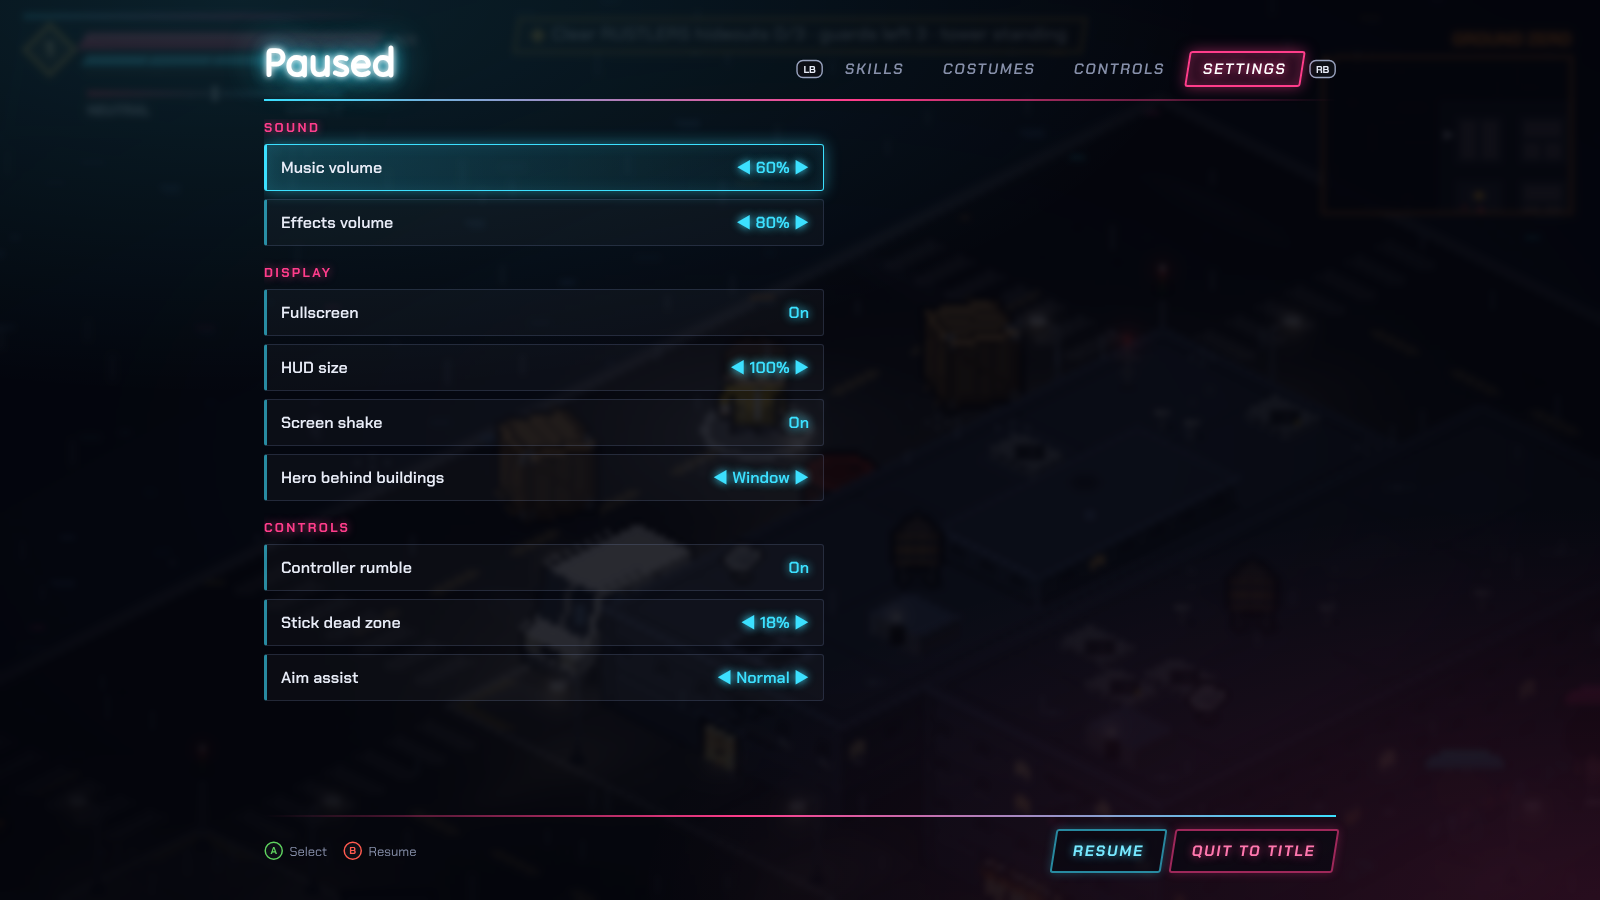 Paused
LB SKILLS COSTUMES CONTROLS SETTINGS RB
SOUND
Music volume ◀ 60% ▶
Effects volume ◀ 80% ▶
DISPLAY
Fullscreen On
HUD size ◀ 100% ▶
Screen shake On
Hero behind buildings ◀ Window ▶
CONTROLS
Controller rumble On
Stick dead zone ◀ 18% ▶
Aim assist ◀ Normal ▶
A Select B Resume
RESUME QUIT TO TITLE